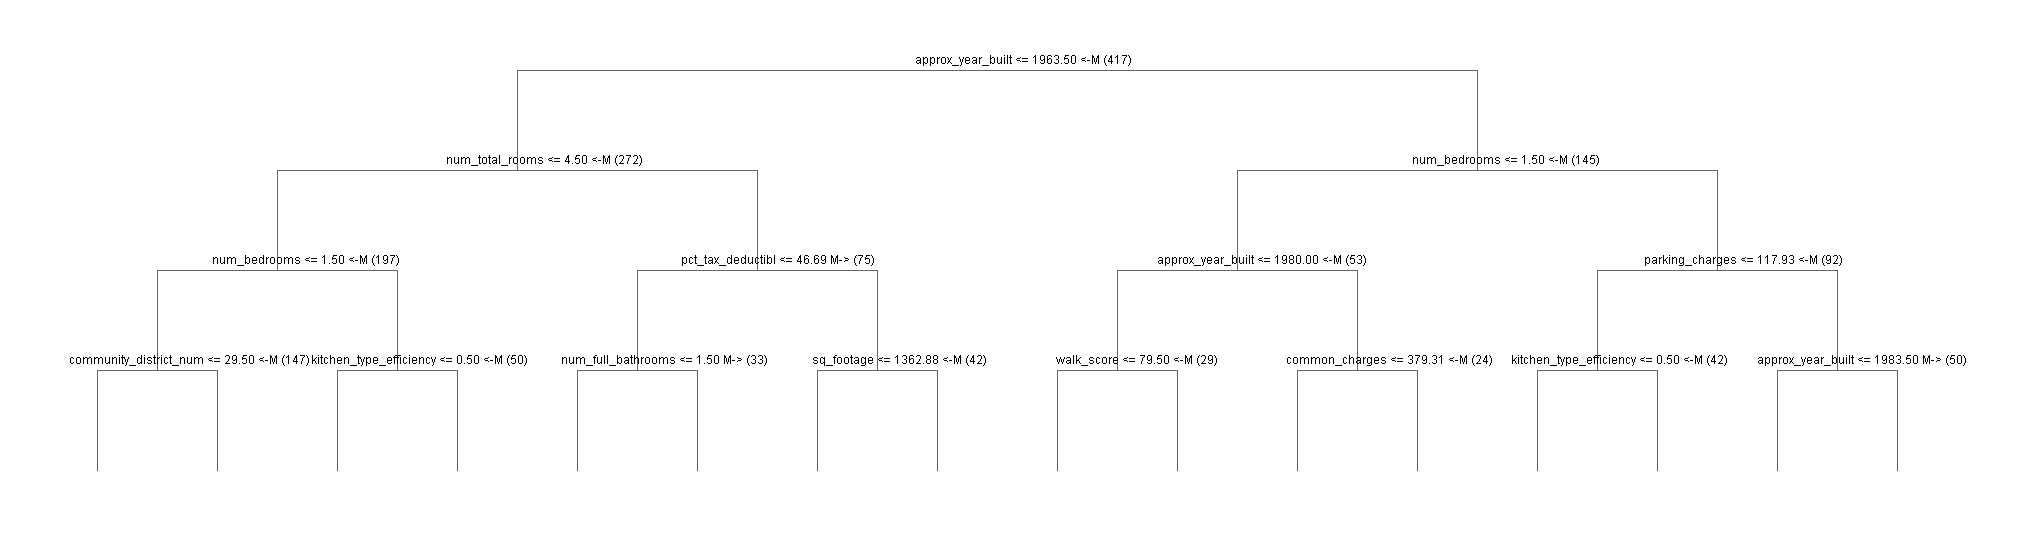 approx_year_built <= 1963.50 <-M (417)
num_total_rooms <= 4.50 <-M (272)
num_bedrooms <= 1.50 <-M (145)
num_bedrooms <= 1.50 <-M (197)
pct_tax_deductibl <= 46.69 M-> (75)
approx_year_built <= 1980.00 <-M (53)
parking_charges <= 117.93 <-M (92)
community_district_num <= 29.50 <-M (147)
kitchen_type_efficiency <= 0.50 <-M (50)
num_full_bathrooms <= 1.50 M-> (33)
sq_footage <= 1362.88 <-M (42)
walk_score <= 79.50 <-M (29)
common_charges <= 379.31 <-M (24)
kitchen_type_efficiency <= 0.50 <-M (42)
approx_year_built <= 1983.50 M-> (50)